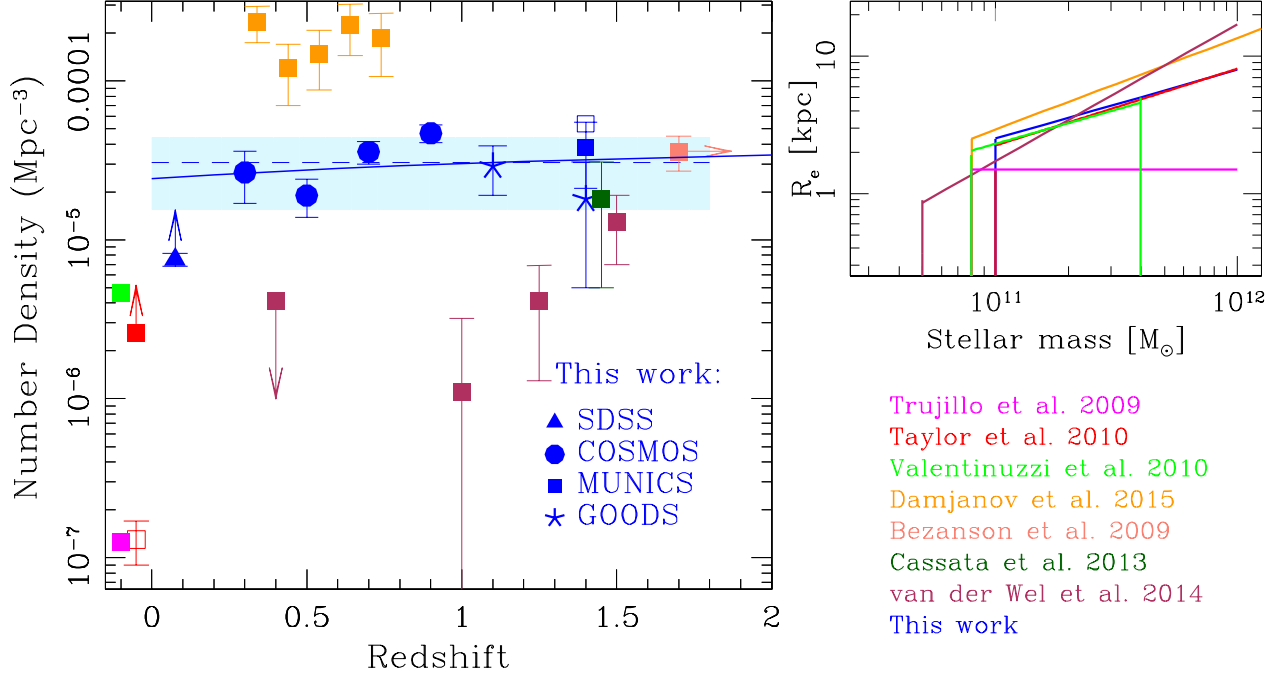 Number Density (Mpc⁻³)
0.0001
10⁻⁵
10⁻⁶
10⁻⁷
0
0.5
1
1.5
2
Redshift
This work:
SDSS
COSMOS
MUNICS
GOODS
Rₑ [kpc]
10
1
10¹¹
10¹²
Stellar mass [M⊙]
Trujillo et al. 2009
Taylor et al. 2010
Valentinuzzi et al. 2010
Damjanov et al. 2015
Bezanson et al. 2009
Cassata et al. 2013
van der Wel et al. 2014
This work